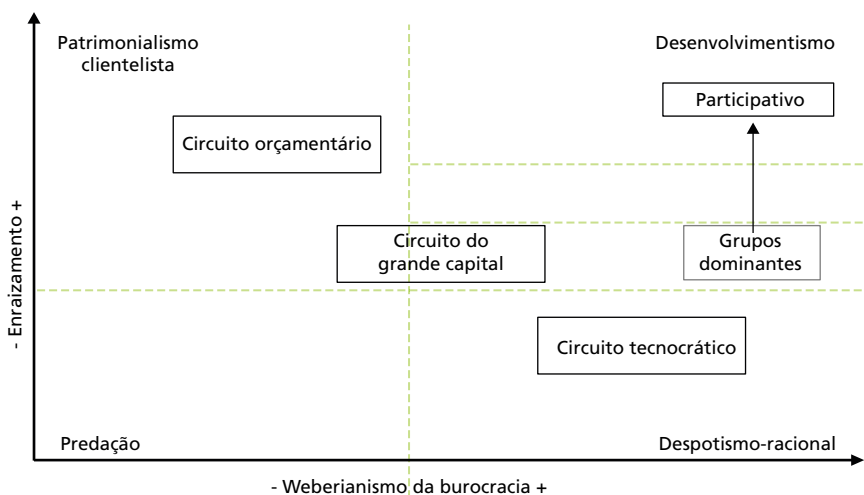 Patrimonialismo
clientelista
Desenvolvimentismo
Participativo
Circuito orçamentário
Circuito do
grande capital
Grupos
dominantes
Circuito tecnocrático
- Enraizamento +
Predação
Despotismo-racional
- Weberianismo da burocracia +